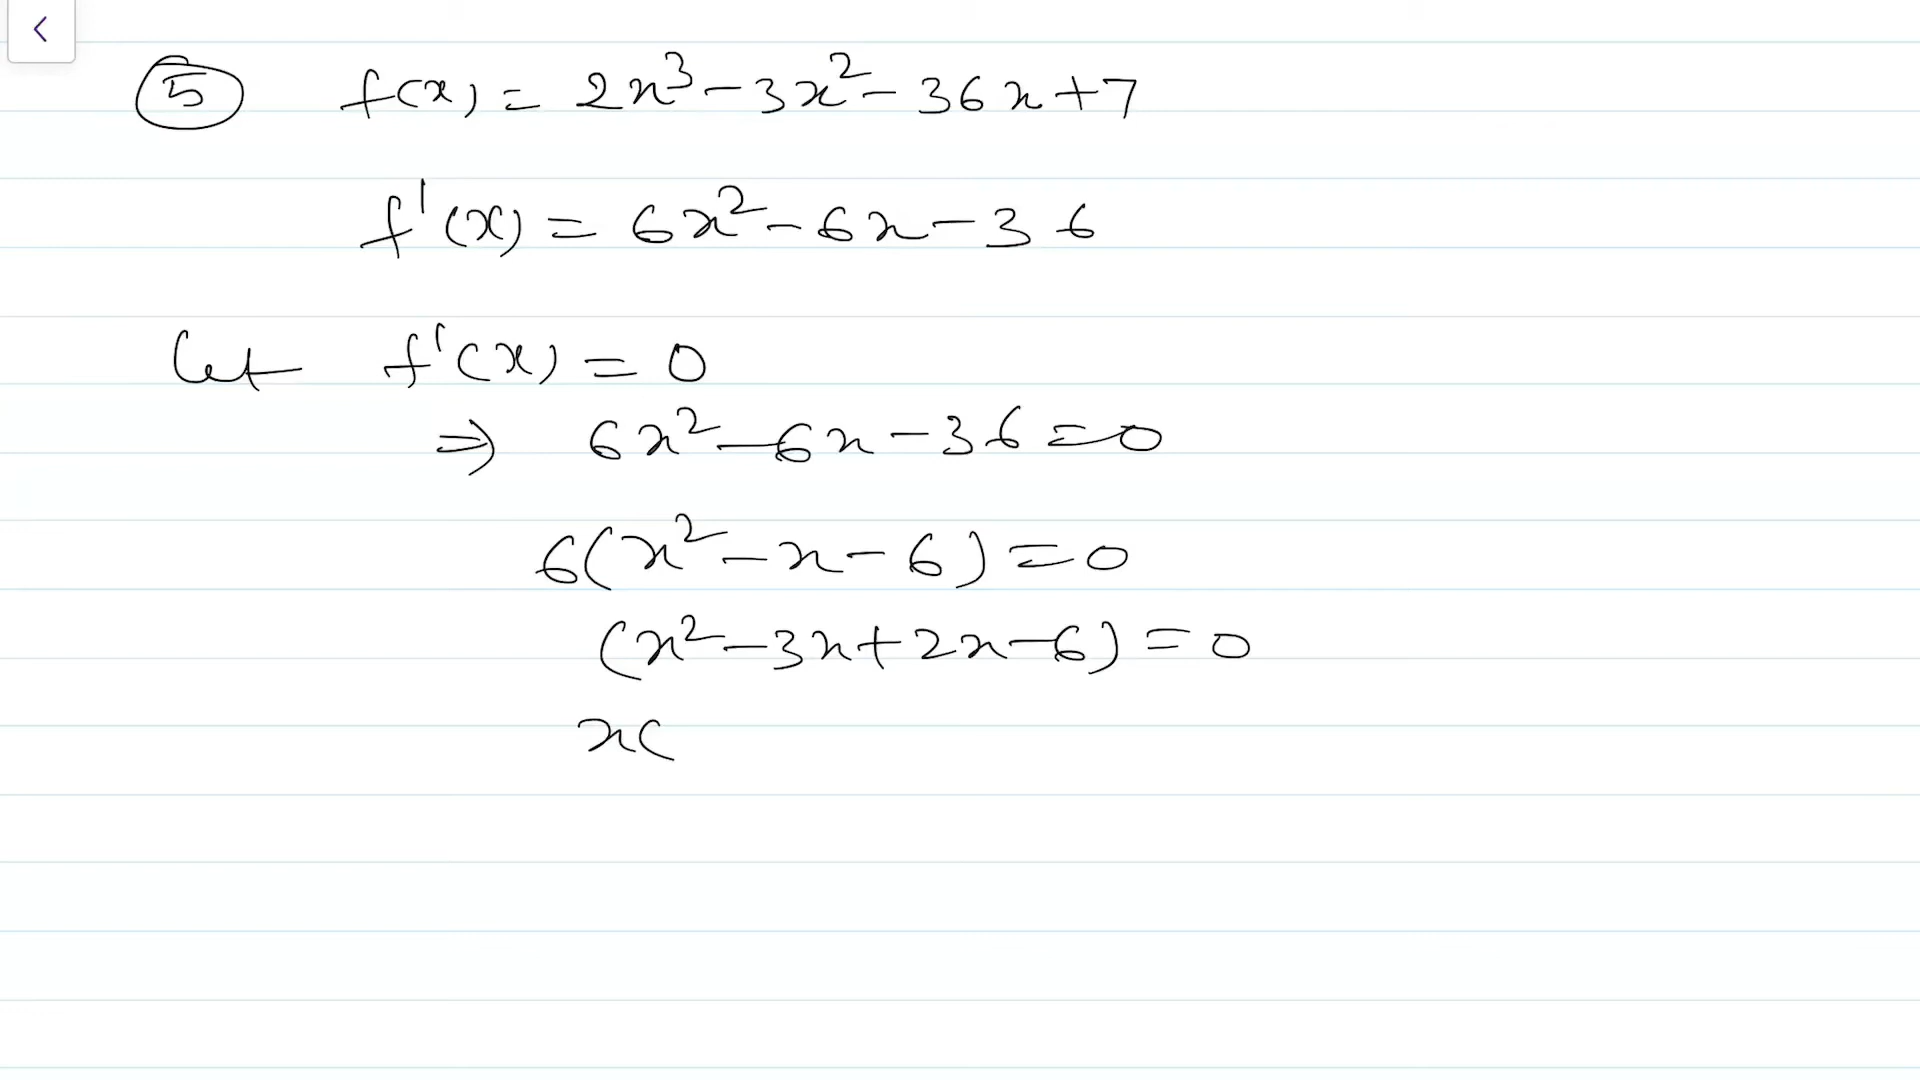 5 f(x) = 2x³ - 3x² - 36x + 7
f'(x) = 6x² - 6x - 36
Let f'(x) = 0
⇒ 6x² - 6x - 36 = 0
6(x² - x - 6) = 0
(x² - 3x + 2x - 6) = 0
x(